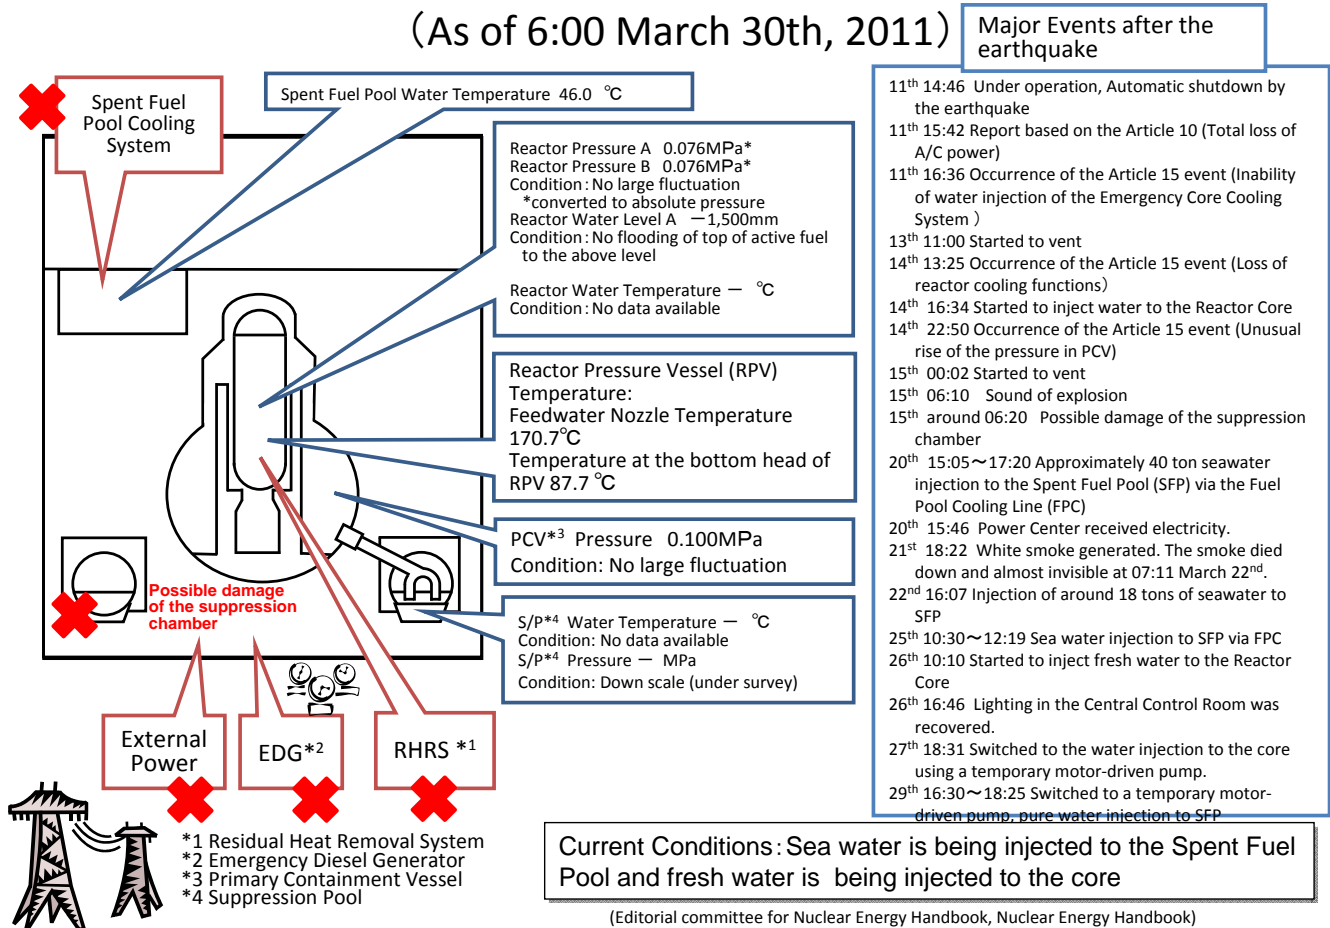 (As of 6:00 March 30th, 2011)
Major Events after the
earthquake
Spent Fuel
Pool Cooling
System
Spent Fuel Pool Water Temperature 46.0 ℃
Reactor Pressure A 0.076MPa*
Reactor Pressure B 0.076MPa*
Condition:No large fluctuation
*converted to absolute pressure
Reactor Water Level A －1,500mm
Condition:No flooding of top of active fuel
to the above level
Reactor Water Temperature － ℃
Condition:No data available
Reactor Pressure Vessel (RPV)
Temperature:
Feedwater Nozzle Temperature
170.7℃
Temperature at the bottom head of
RPV 87.7 ℃
PCV*3 Pressure 0.100MPa
Condition: No large fluctuation
S/P*4 Water Temperature － ℃
Condition: No data available
S/P*4 Pressure － MPa
Condition: Down scale (under survey)
Possible damage
of the suppression
chamber
External
Power
EDG*2
RHRS *1
*1 Residual Heat Removal System
*2 Emergency Diesel Generator
*3 Primary Containment Vessel
*4 Suppression Pool
11th 14:46 Under operation, Automatic shutdown by
the earthquake
11th 15:42 Report based on the Article 10 (Total loss of
A/C power)
11th 16:36 Occurrence of the Article 15 event (Inability
of water injection of the Emergency Core Cooling
System )
13th 11:00 Started to vent
14th 13:25 Occurrence of the Article 15 event (Loss of
reactor cooling functions)
14th 16:34 Started to inject water to the Reactor Core
14th 22:50 Occurrence of the Article 15 event (Unusual
rise of the pressure in PCV)
15th 00:02 Started to vent
15th 06:10 Sound of explosion
15th around 06:20 Possible damage of the suppression
chamber
20th 15:05～17:20 Approximately 40 ton seawater
injection to the Spent Fuel Pool (SFP) via the Fuel
Pool Cooling Line (FPC)
20th 15:46 Power Center received electricity.
21st 18:22 White smoke generated. The smoke died
down and almost invisible at 07:11 March 22nd.
22nd 16:07 Injection of around 18 tons of seawater to
SFP
25th 10:30～12:19 Sea water injection to SFP via FPC
26th 10:10 Started to inject fresh water to the Reactor
Core
26th 16:46 Lighting in the Central Control Room was
recovered.
27th 18:31 Switched to the water injection to the core
using a temporary motor-driven pump.
29th 16:30～18:25 Switched to a temporary motor-
driven pump, pure water injection to SFP
Current Conditions:Sea water is being injected to the Spent Fuel
Pool and fresh water is being injected to the core
(Editorial committee for Nuclear Energy Handbook, Nuclear Energy Handbook)